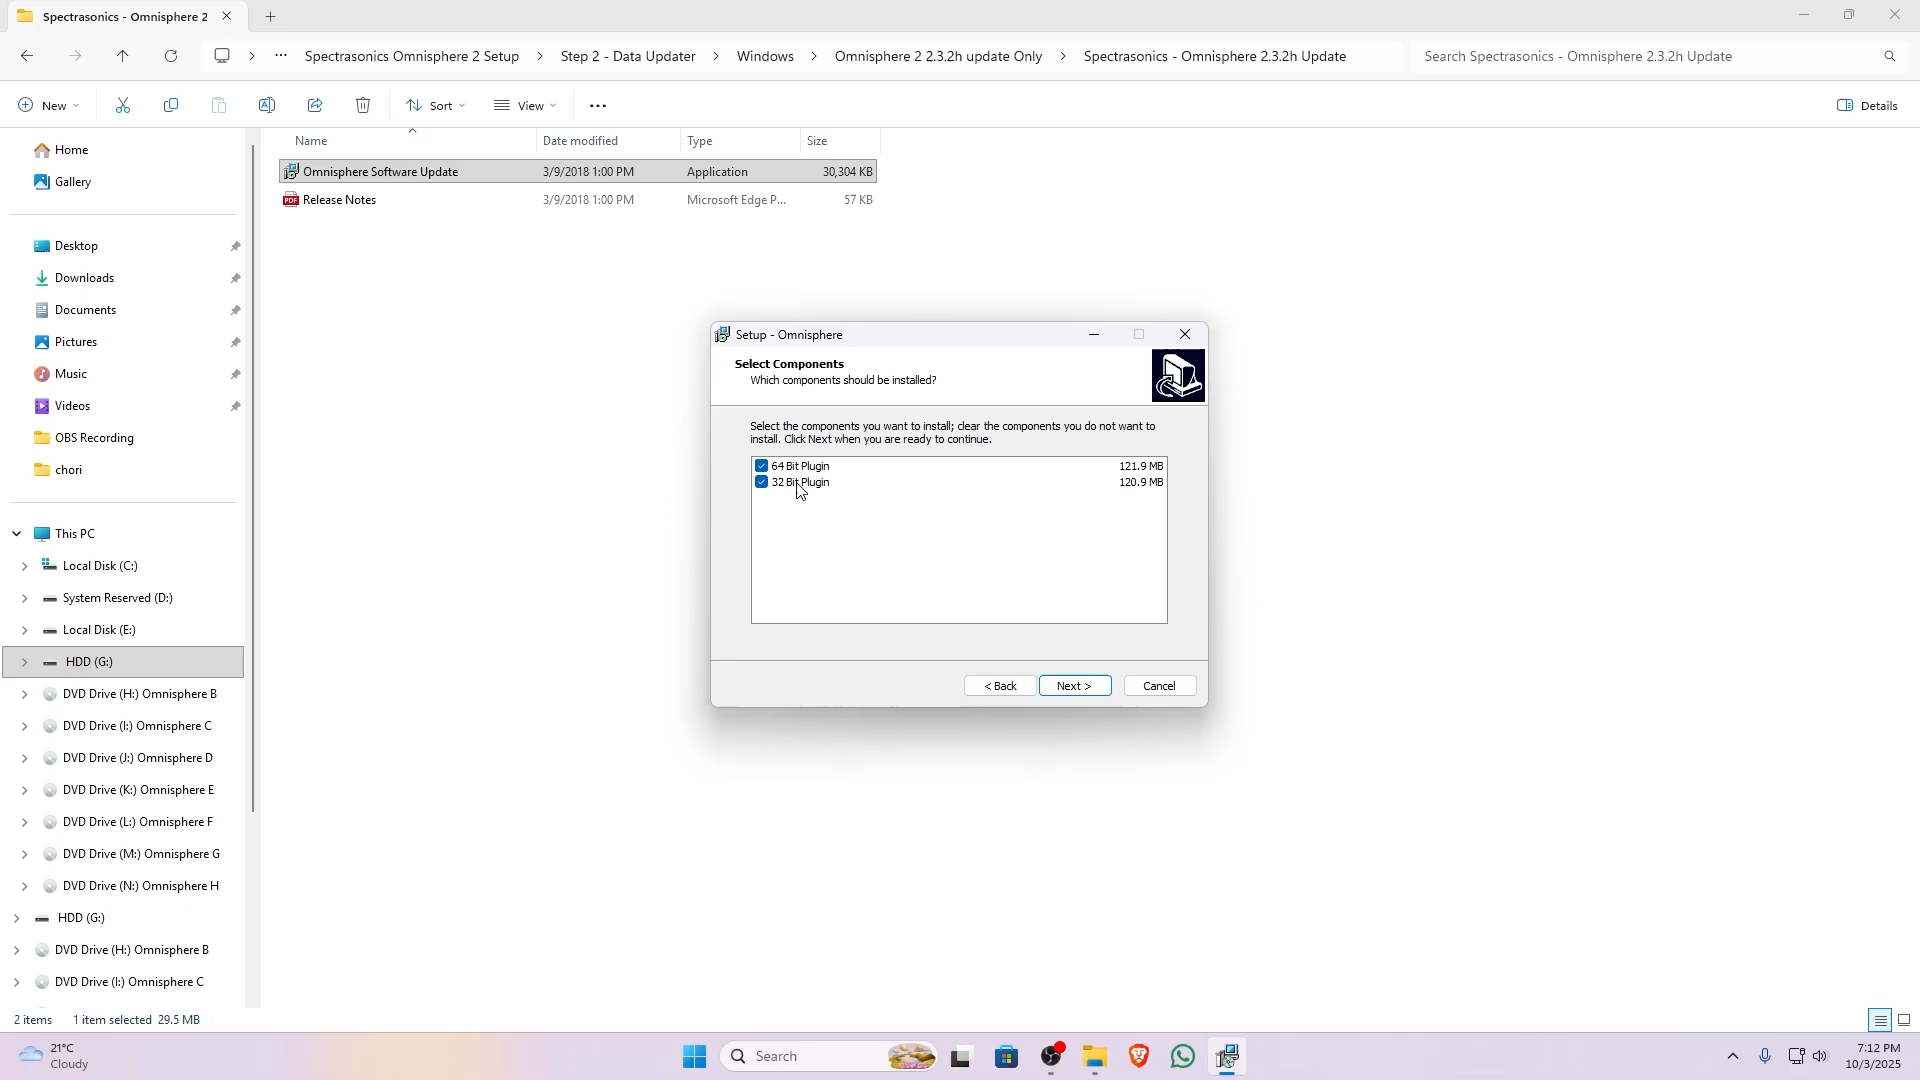 Spectrasonics - Omnisphere 2
Spectrasonics Omnisphere 2 Setup > Step 2 - Data Updater > Windows > Omnisphere 2 2.3.2h update Only > Spectrasonics - Omnisphere 2.3.2h Update
Search Spectrasonics - Omnisphere 2.3.2h Update
New
Sort
View
Details
Name Date modified Type Size
Omnisphere Software Update 3/9/2018 1:00 PM Application 30,304 KB
PDF Release Notes 3/9/2018 1:00 PM Microsoft Edge P... 57 KB
Home
Gallery
Desktop
Downloads
Documents
Pictures
Music
Videos
OBS Recording
chori
This PC
Local Disk (C:)
System Reserved (D:)
Local Disk (E:)
HDD (G:)
DVD Drive (H:) Omnisphere B
DVD Drive (I:) Omnisphere C
DVD Drive (J:) Omnisphere D
DVD Drive (K:) Omnisphere E
DVD Drive (L:) Omnisphere F
DVD Drive (M:) Omnisphere G
DVD Drive (N:) Omnisphere H
HDD (G:)
DVD Drive (H:) Omnisphere B
DVD Drive (I:) Omnisphere C
Setup - Omnisphere
Select Components
Which components should be installed?
Select the components you want to install; clear the components you do not want to
install. Click Next when you are ready to continue.
64 Bit Plugin 121.9 MB
32 Bit Plugin 120.9 MB
< Back
Next >
Cancel
2 items 1 item selected 29.5 MB
21°C
Cloudy
Search
7:12 PM
10/3/2025